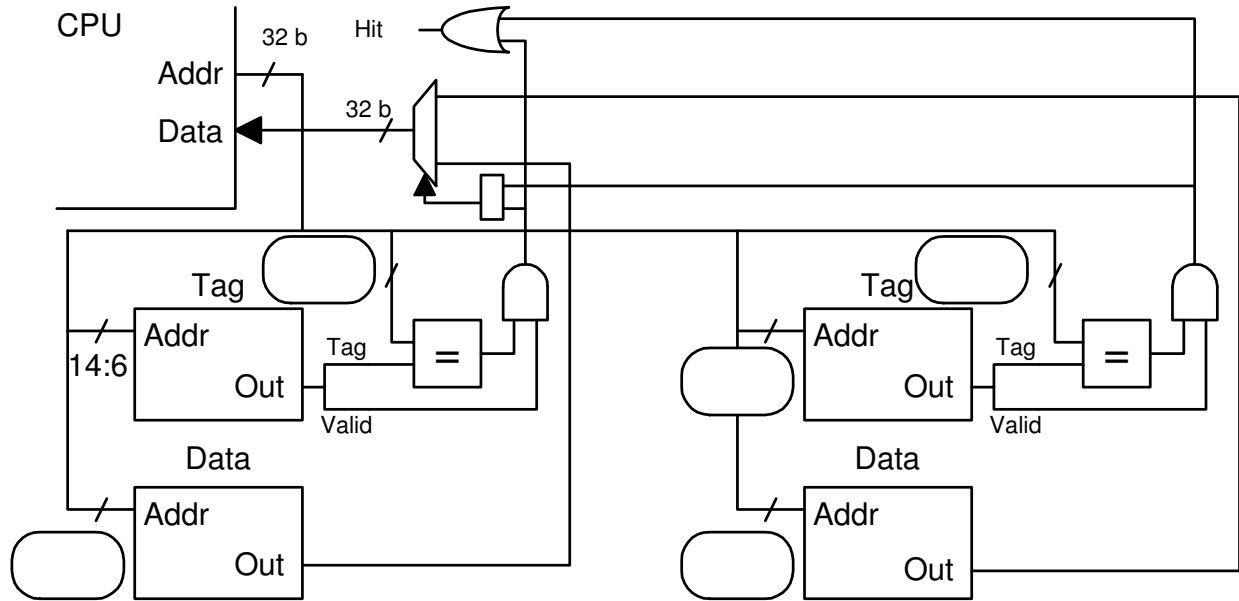 CPU
32 b
Hit
Addr
32 b
Data
Tag
Tag
Addr
Tag
=
Addr
Tag
=
14:6
Out
Out
Valid
Valid
Data
Data
Addr
Addr
Out
Out